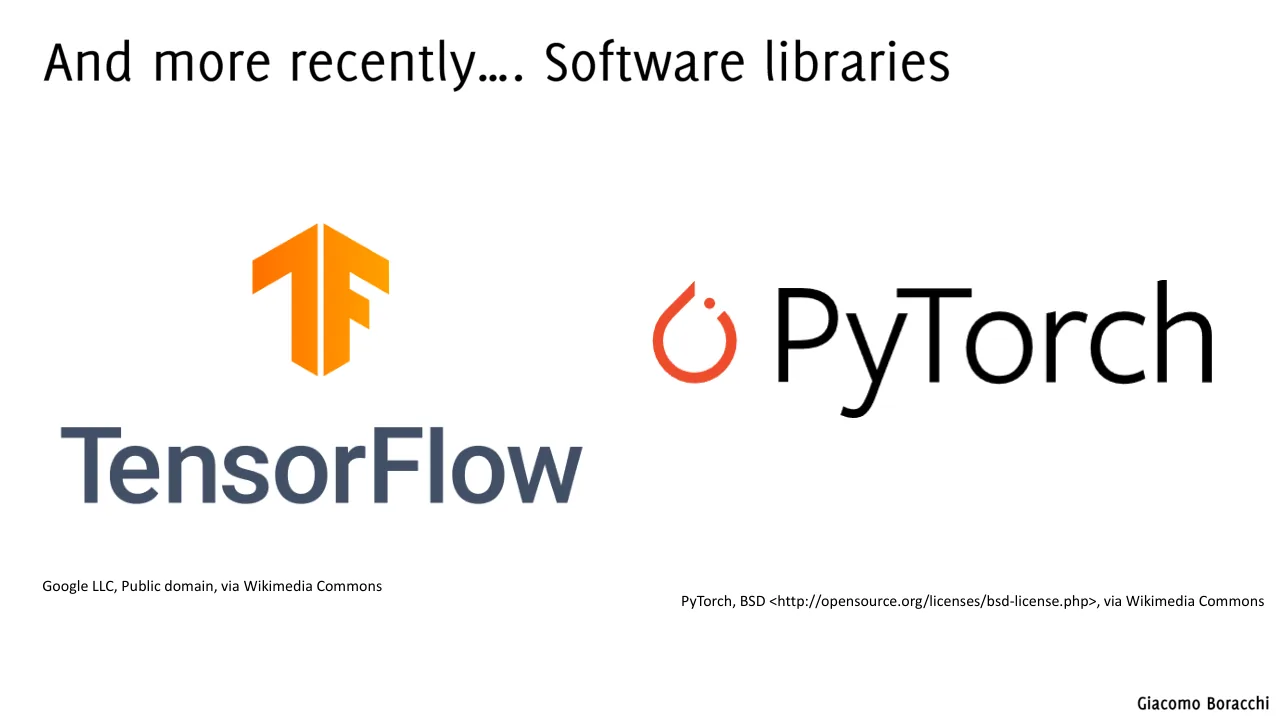 And more recently…. Software libraries
TF
TensorFlow
PyTorch
Google LLC, Public domain, via Wikimedia Commons
PyTorch, BSD <http://opensource.org/licenses/bsd-license.php>, via Wikimedia Commons
Giacomo Boracchi